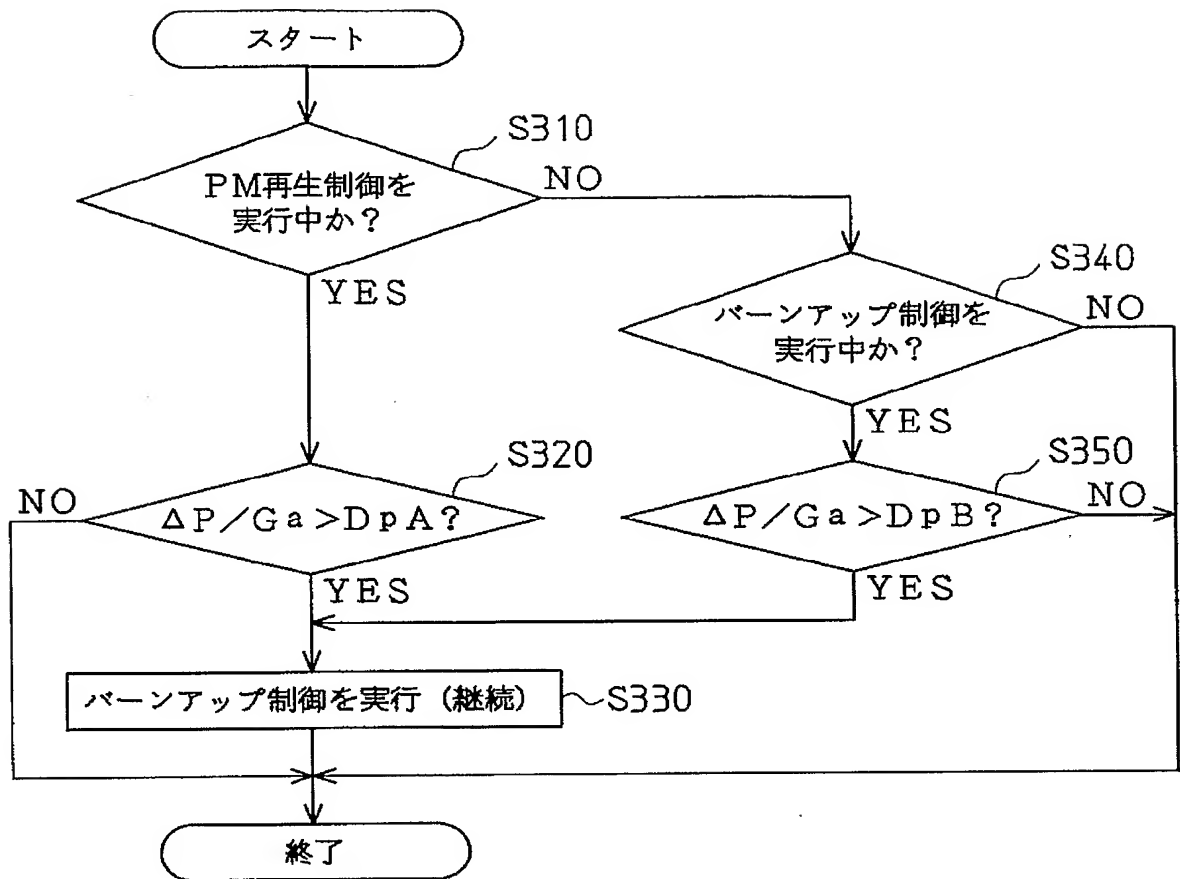 スタート
S310
PM再生制御を
実行中か？
NO
YES
S340
バーンアップ制御を
実行中か？
NO
YES
S320
ΔP／Ga＞DpA？
NO
YES
S350
ΔP／Ga＞DpB？
NO
YES
バーンアップ制御を実行（継続）
S330
終了